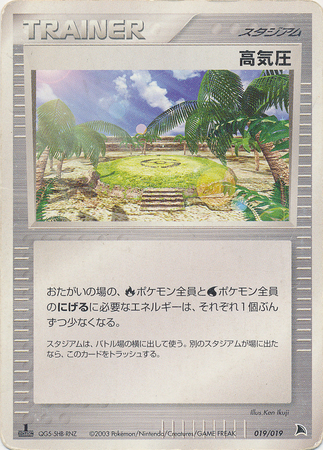 TRAINER
スタジアム
高気圧
おたがいの場の、ポケモン全員とポケモン全員
のにげるに必要なエネルギーは、それぞれ1個ぶん
ずつ少なくなる。
スタジアムは、バトル場の横に出して使う。別のスタジアムが場に出た
なら、このカードをトラッシュする。
Illus.Ken Ikuji
1
EDITION
©2003 Pokémon/Nintendo/Creatures/GAME FREAK
019/019